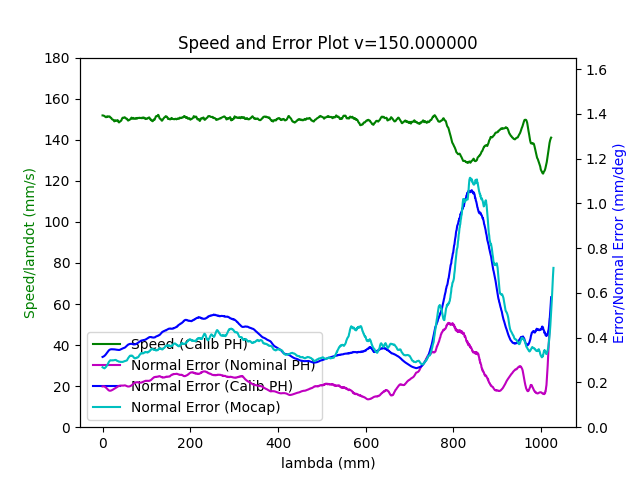 Speed and Error Plot v=150.000000
180
160
140
120
100
80
60
40
20
0
Speed/lamdot (mm/s)
1.6
1.4
1.2
1.0
0.8
0.6
0.4
0.2
0.0
Error/Normal Error (mm/deg)
Speed (Calib PH)
Normal Error (Nominal PH)
Normal Error (Calib PH)
Normal Error (Mocap)
0 200 400 600 800 1000
lambda (mm)